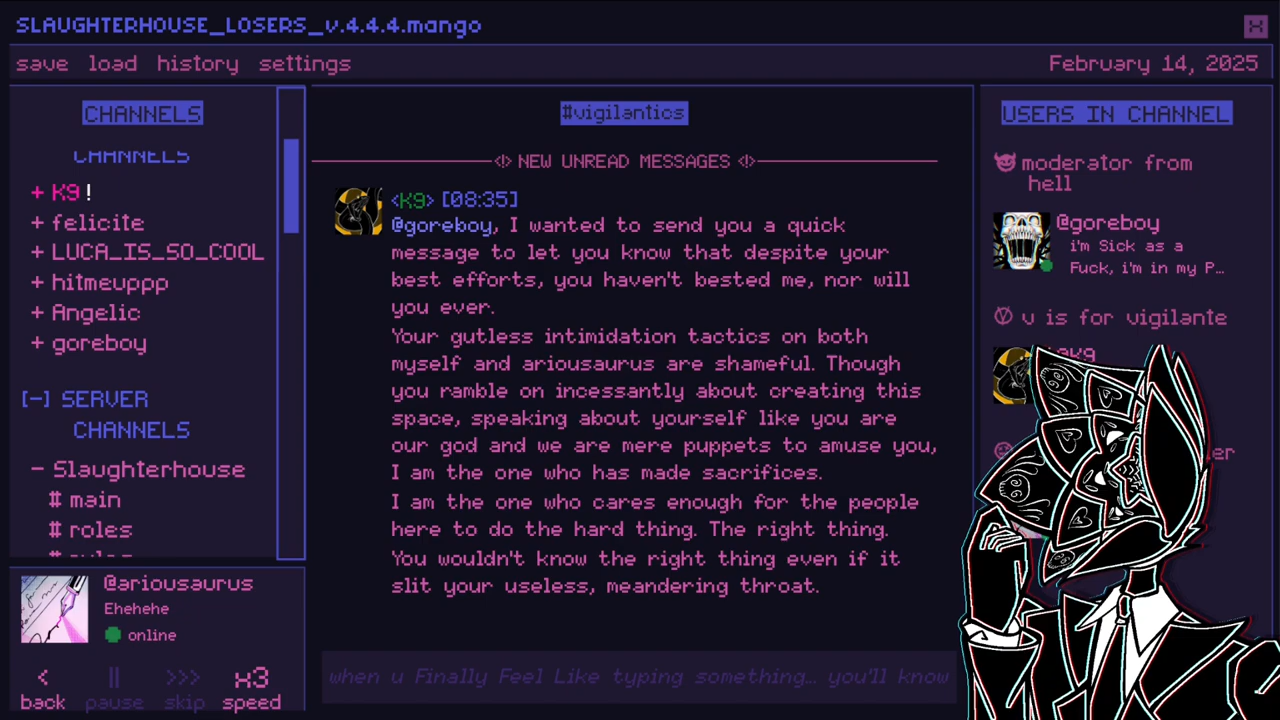 SLAUGHTERHOUSE_LOSERS_v.4.4.4.mango
X
save load history settings
February 14, 2025
CHANNELS
CHANNELS
+ K9!
+ felicite
+ LUCA_IS_SO_COOL
+ hitmeuppp
+ Angelic
+ goreboy
[-] SERVER
CHANNELS
- Slaughterhouse
# main
# roles
@ariousaurus
Ehehehe
online
< || >>> x3
back pause skip speed
#vigilantics
<!> NEW UNREAD MESSAGES <!>
<K9> [08:35]
@goreboy, I wanted to send you a quick
message to let you know that despite your
best efforts, you haven't bested me, nor will
you ever.
Your gutless intimidation tactics on both
myself and ariousaurus are shameful. Though
you ramble on incessantly about creating this
space, speaking about yourself like you are
our god and we are mere puppets to amuse you,
I am the one who has made sacrifices.
I am the one who cares enough for the people
here to do the hard thing. The right thing.
You wouldn't know the right thing even if it
slit your useless, meandering throat.
when u Finally Feel Like typing something... you'll know
USERS IN CHANNEL
moderator from
hell
@goreboy
i'm Sick as a
Fuck, i'm in my P...
v is for vigilante
@K9